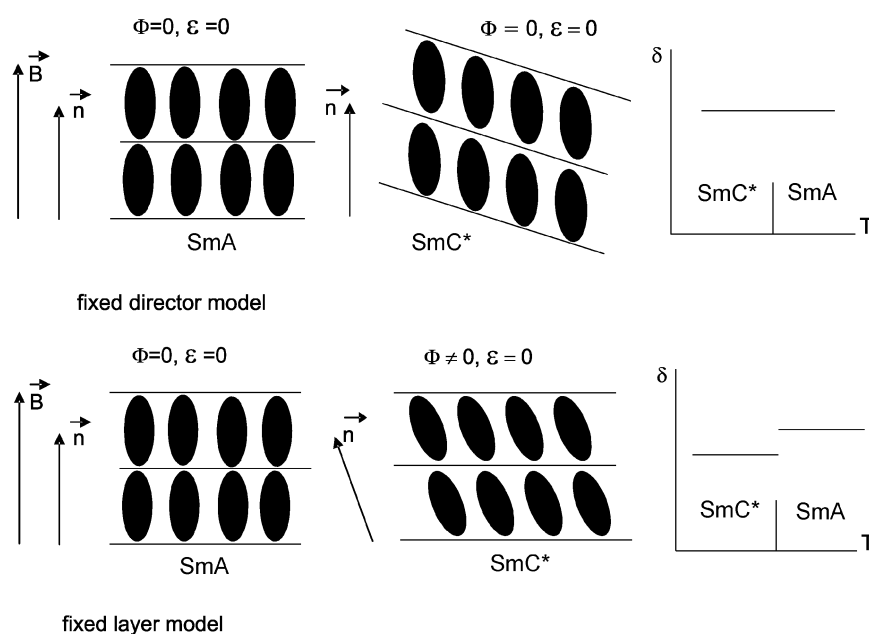 Φ=0, ε =0
Φ = 0, ε = 0
B
n
n
δ
SmC*
SmA
SmA
SmC*
T
fixed director model
Φ=0, ε =0
Φ ≠ 0, ε = 0
B
n
n
δ
SmC*
SmA
SmA
SmC*
T
fixed layer model